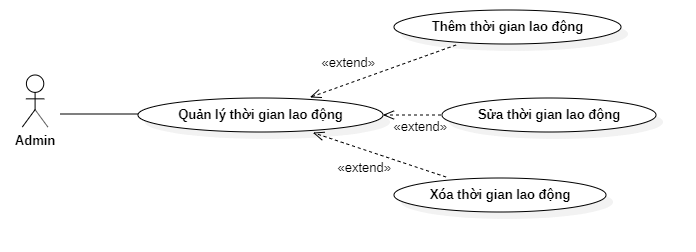 Thêm thời gian lao động
«extend»
Quản lý thời gian lao động
Sửa thời gian lao động
«extend»
Admin
«extend»
Xóa thời gian lao động